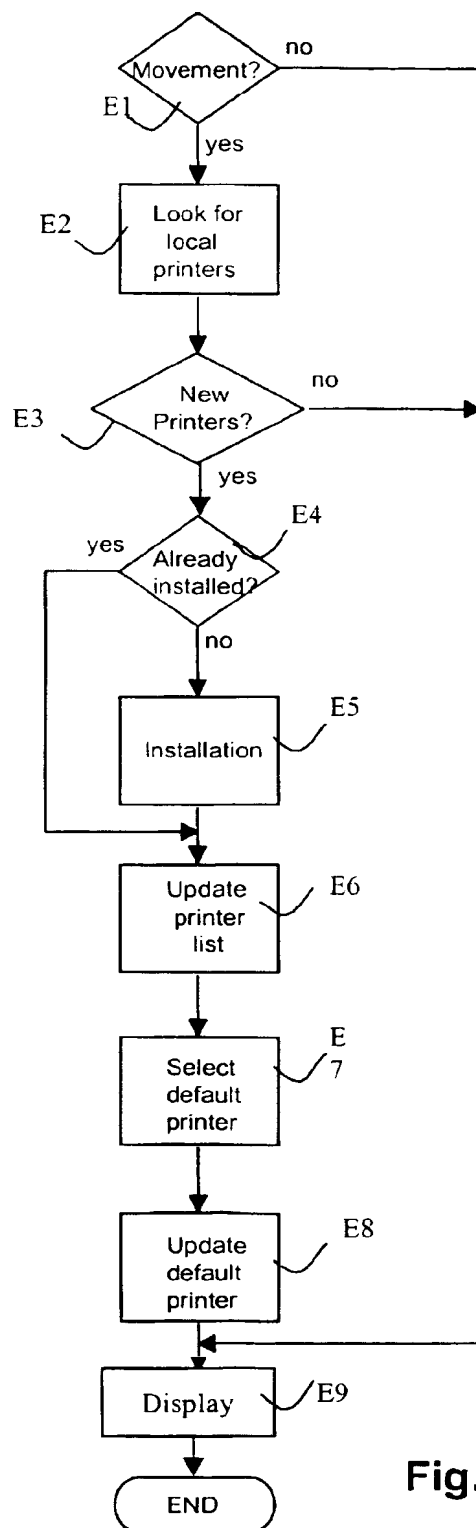 no
Movement?
E1
yes
E2
Look for
local
printers
no
New
Printers?
E3
yes
E4
yes
Already
installed?
no
E5
Installation
E6
Update
printer
list
E
7
Select
default
printer
E8
Update
default
printer
E9
Display
END
Fig.